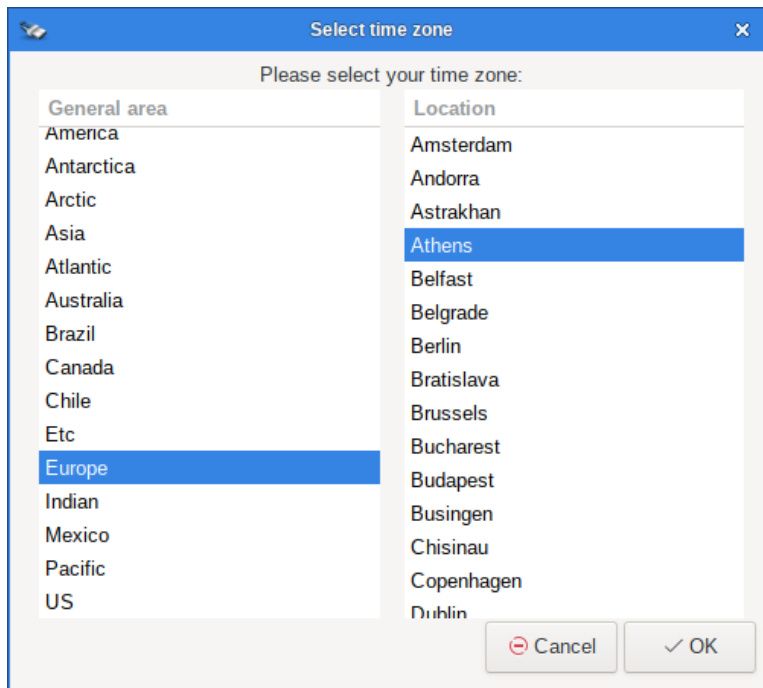 Select time zone
Please select your time zone:
General area
America
Antarctica
Arctic
Asia
Atlantic
Australia
Brazil
Canada
Chile
Etc
Europe
Indian
Mexico
Pacific
US
Location
Amsterdam
Andorra
Astrakhan
Athens
Belfast
Belgrade
Berlin
Bratislava
Brussels
Bucharest
Budapest
Busingen
Chisinau
Copenhagen
Dublin
Cancel
OK